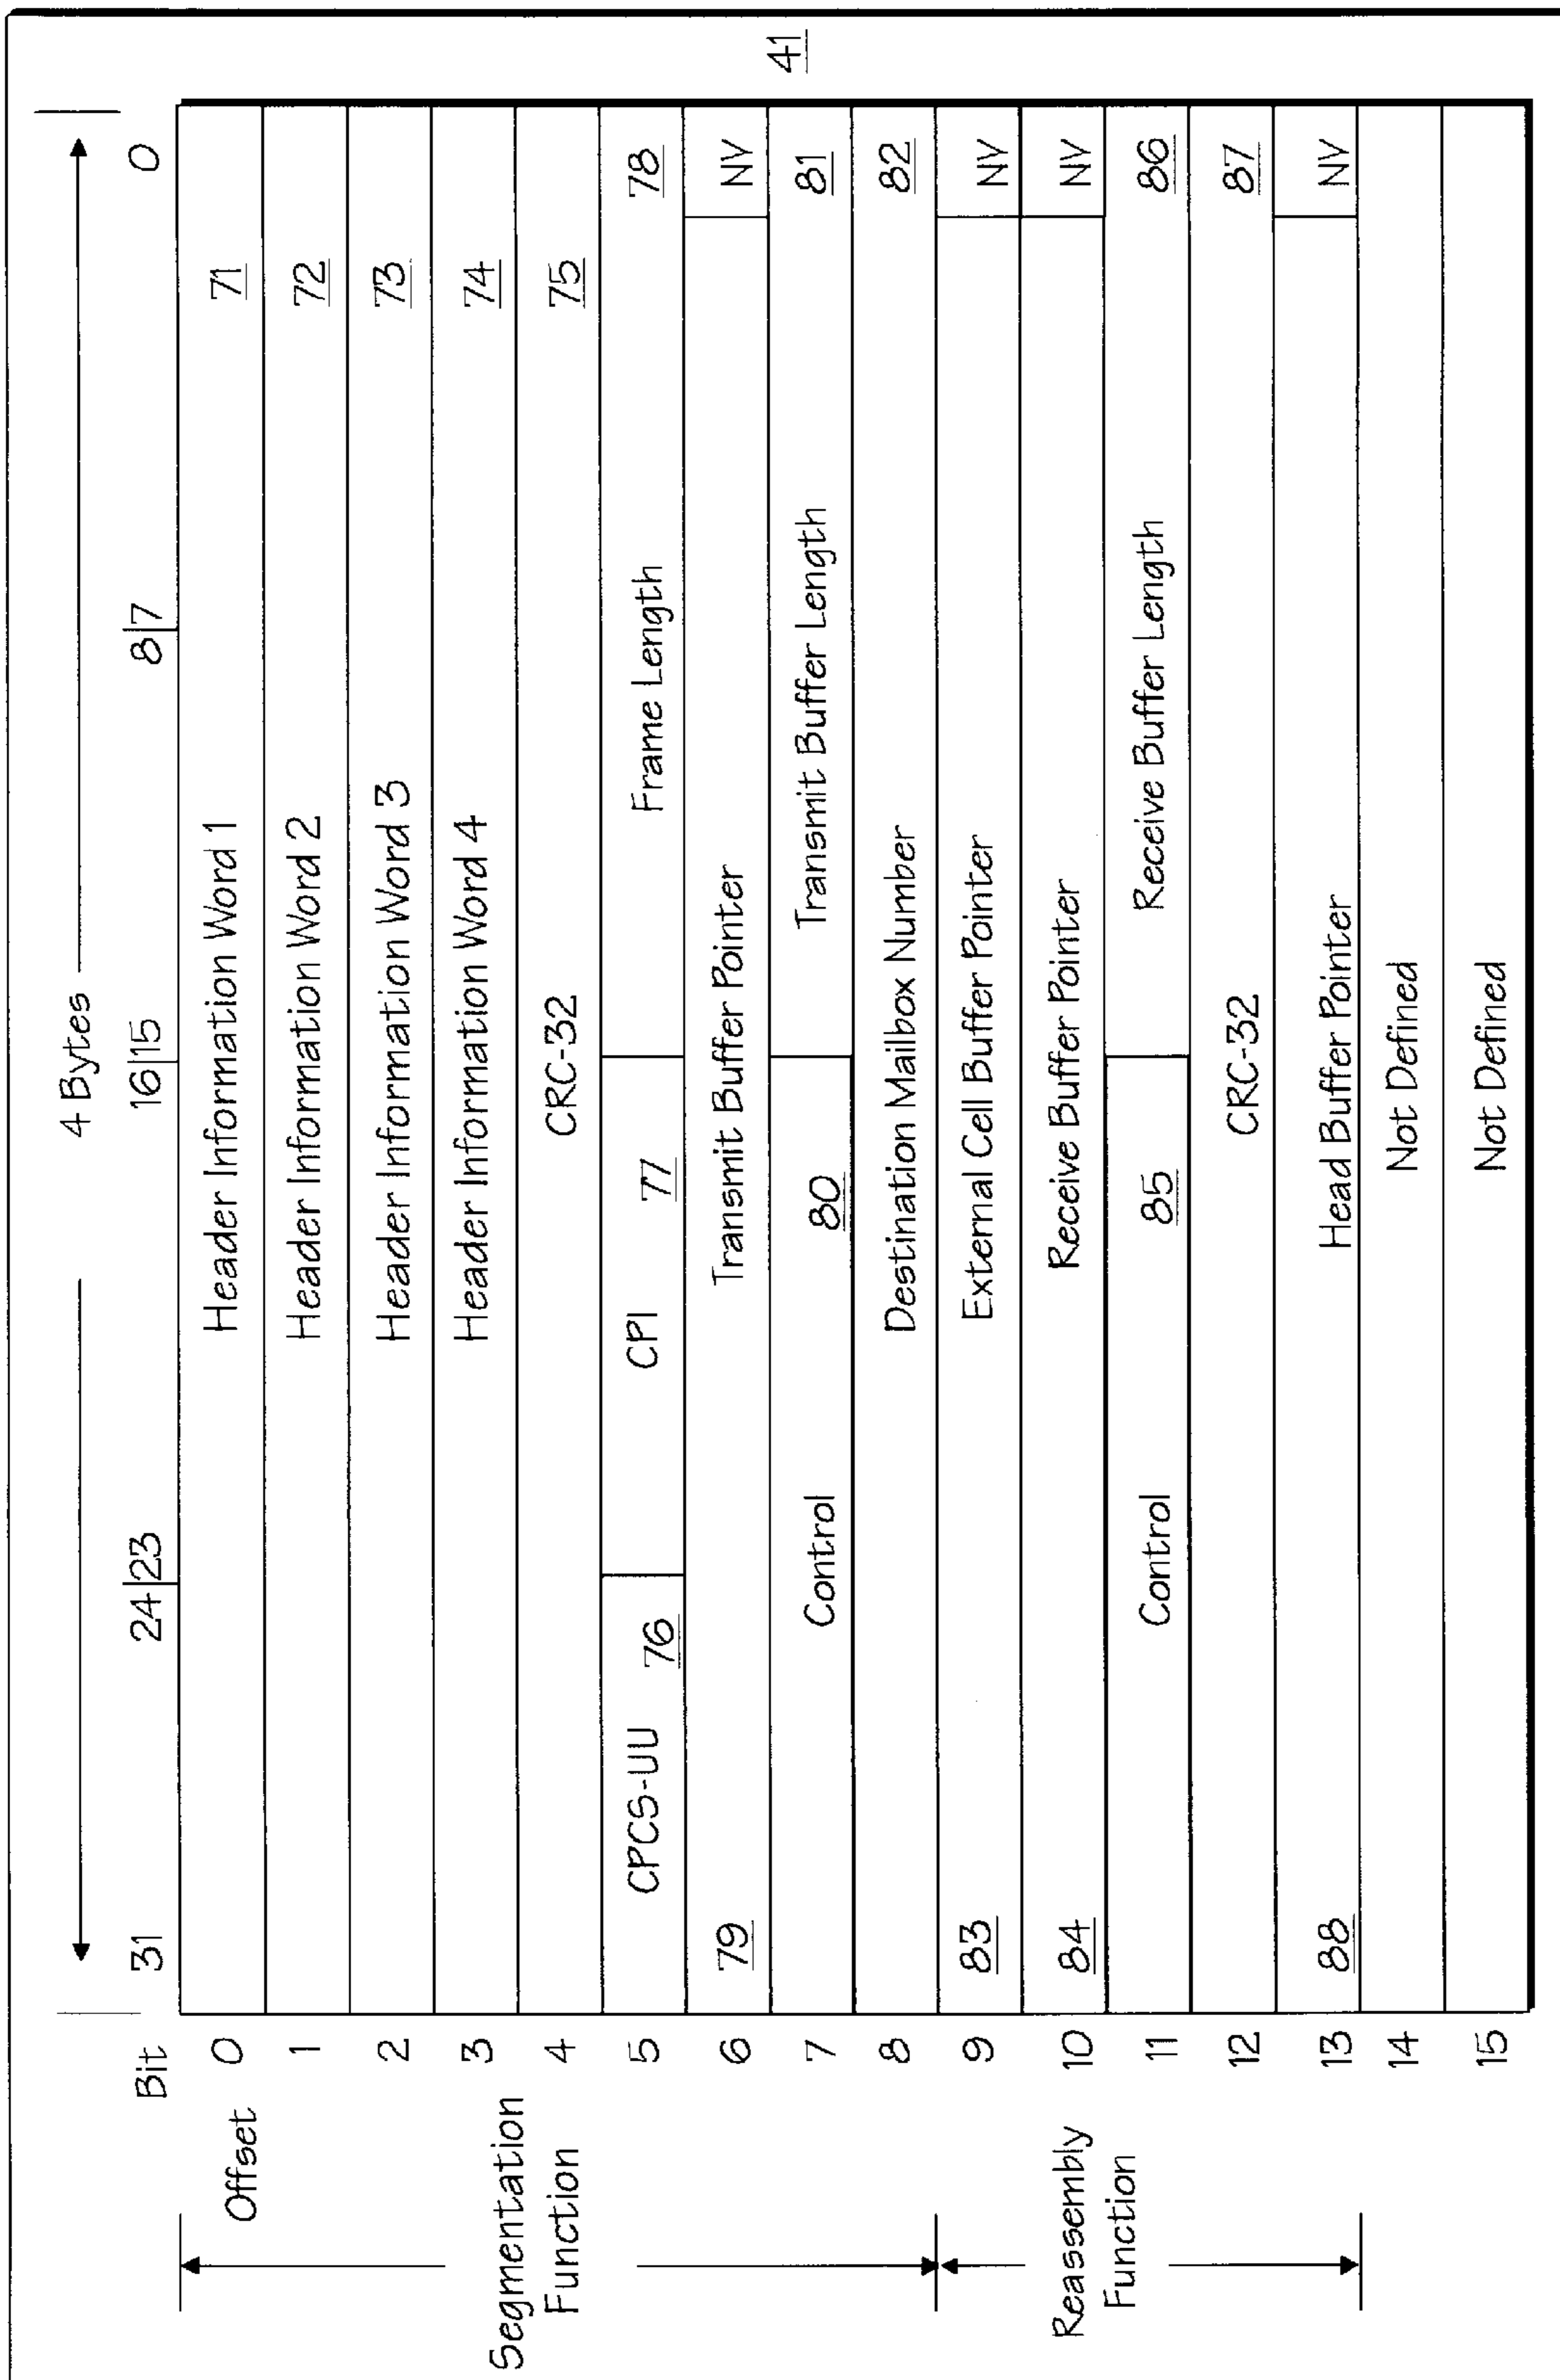 4 Bytes
Bit 31 24|23 16|15 8|7 0
Offset
0 Header Information Word 1 71
1 Header Information Word 2 72
2 Header Information Word 3 73
3 Header Information Word 4 74
4 CRC-32 75
5 CPCS-UU 76 CPI 77 Frame Length 78
6 79 Transmit Buffer Pointer NV
7 Control 80 Transmit Buffer Length 81
8 Destination Mailbox Number 82
9 83 External Cell Buffer Pointer NV
10 84 Receive Buffer Pointer NV
11 Control 85 Receive Buffer Length 86
12 CRC-32 87
13 88 Head Buffer Pointer NV
14 Not Defined
15 Not Defined
Segmentation
Function
Reassembly
Function
41